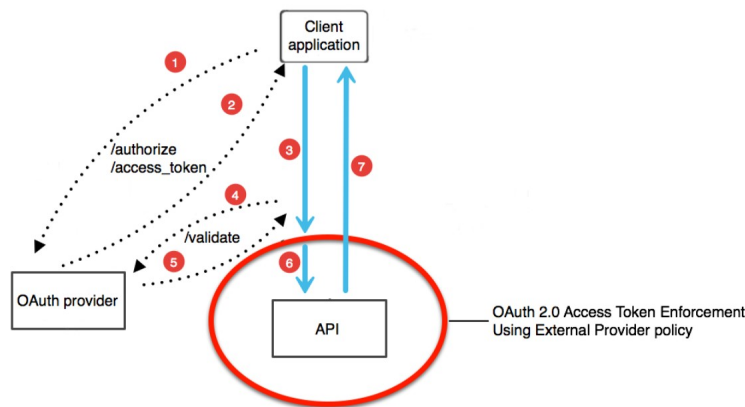 Client
application
1
2
/authorize
/access_token
3
7
4
/validate
5
6
OAuth provider
API
OAuth 2.0 Access Token Enforcement
Using External Provider policy